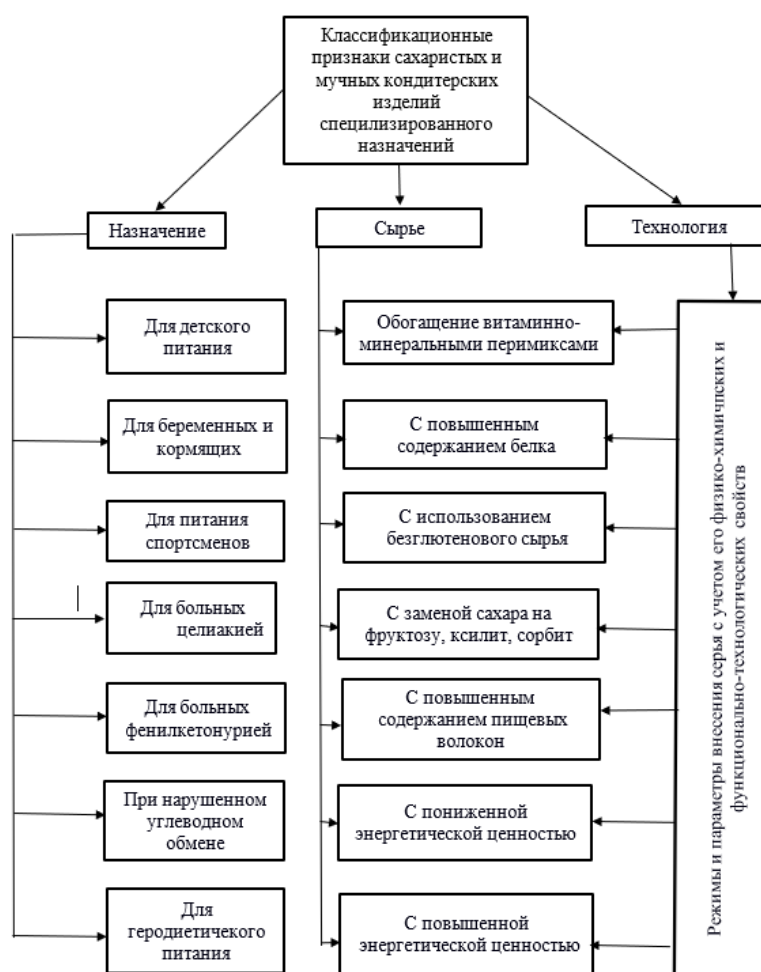 Классификационные
признаки сахаристых и
мучных кондитерских
изделий
специлизированного
назначений
Назначение
Сырье
Технология
Для детского
питания
Для беременных и
кормящих
Для питания
спортсменов
Для больных
целиакией
Для больных
фенилкетонурией
При нарушенном
углеводном
обмене
Для
геродиетичекого
питания
Обогащение витаминно-
минеральными перимиксами
С повышенным
содержанием белка
С использованием
безглютенового сырья
С заменой сахара на
фруктозу, ксилит, сорбит
С повышенным
содержанием пищевых
волокон
С пониженной
энергетической ценностью
С повышенной
энергетической ценностью
Режимы и параметры внесения серья с учетом его физико-химичпских и
функционально-технологических свойств